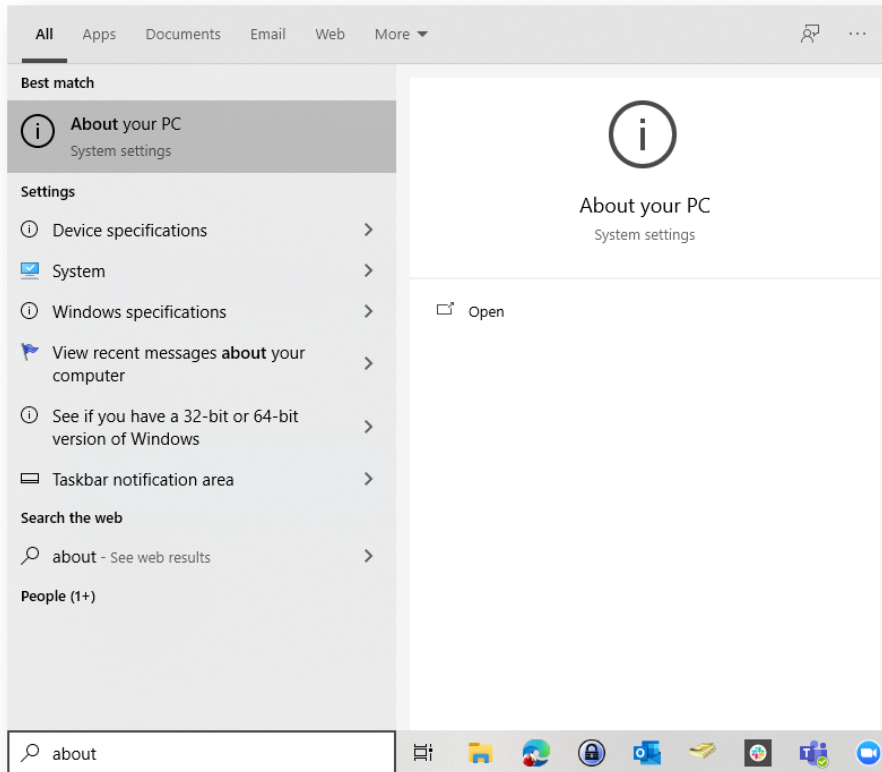 All Apps Documents Email Web More
Best match
About your PC
System settings
Settings
Device specifications
System
Windows specifications
View recent messages about your
computer
See if you have a 32-bit or 64-bit
version of Windows
Taskbar notification area
Search the web
about - See web results
People (1+)
About your PC
System settings
Open
about